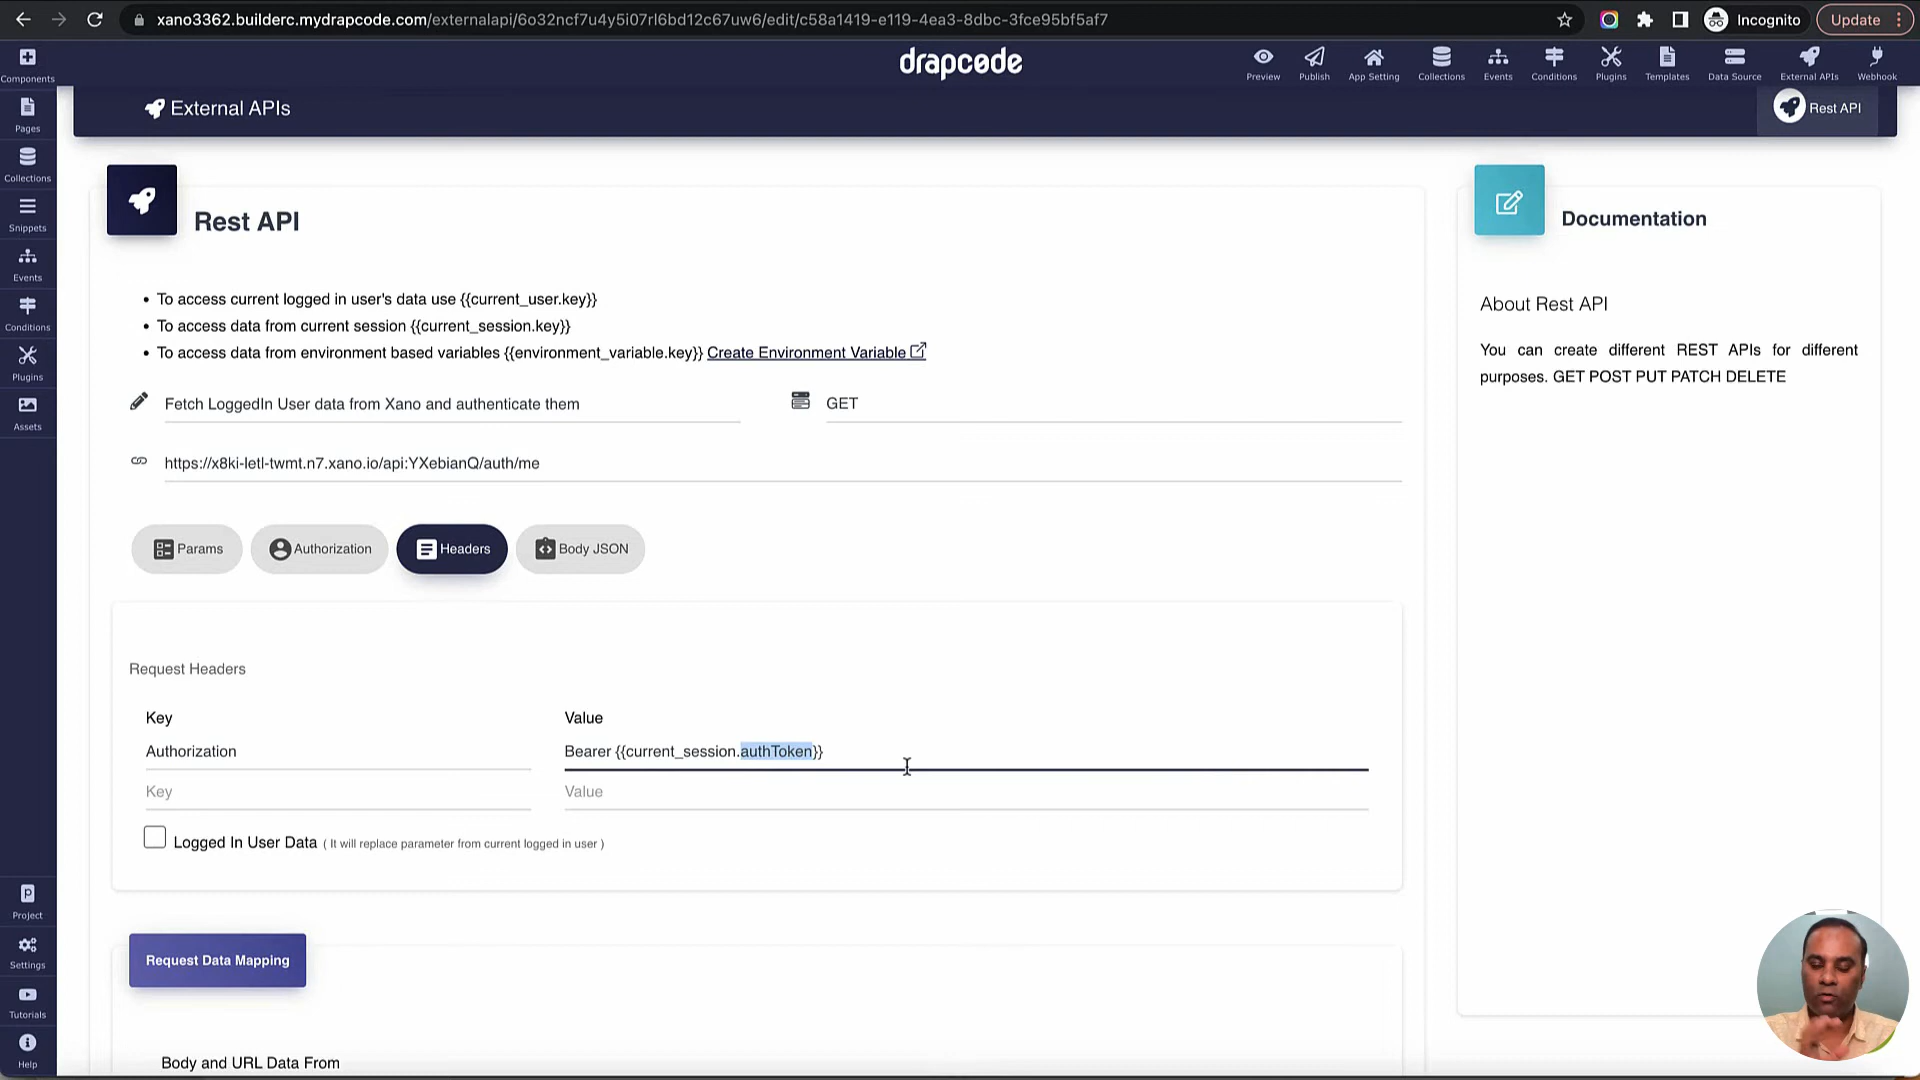 xano3362.builderc.mydrapcode.com/externalapi/6o32ncf7u4y5i07rl6bd12c67uw6/edit/c58a1419-e119-4ea3-8dbc-3fce95bf5af7
Incognito
Update
Components
drapcode
Preview
Publish
App Setting
Collections
Events
Conditions
Plugins
Templates
Data Source
External APIs
Webhook
Pages
Collections
Snippets
Events
Conditions
Plugins
Assets
Project
Settings
Tutorials
Help
External APIs
Rest API
Rest API
• To access current logged in user's data use {{current_user.key}}
• To access data from current session {{current_session.key}}
• To access data from environment based variables {{environment_variable.key}} Create Environment Variable
Fetch LoggedIn User data from Xano and authenticate them
GET
https://x8ki-letl-twmt.n7.xano.io/api:YXebianQ/auth/me
Params
Authorization
Headers
Body JSON
Request Headers
Key
Value
Authorization
Bearer {{current_session.authToken}}
Key
Value
Logged In User Data ( It will replace parameter from current logged in user )
Request Data Mapping
Body and URL Data From
Documentation
About Rest API
You can create different REST APIs for different
purposes. GET POST PUT PATCH DELETE